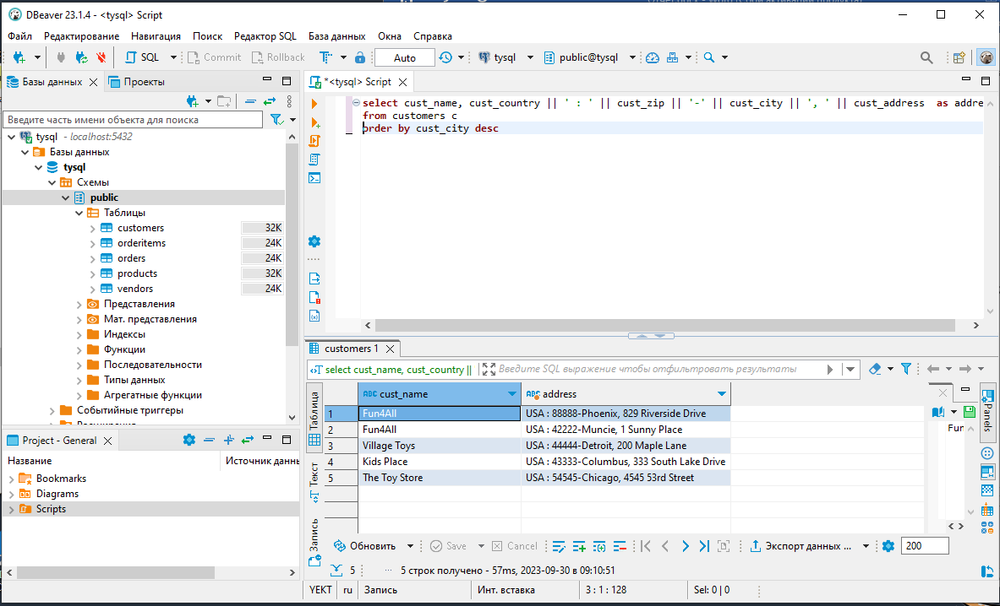 DBeaver 23.1.4 - <tysql> Script
Файл Редактирование Навигация Поиск Редактор SQL База данных Окна Справка
SQL Commit Rollback Auto tysql public@tysql
Базы данных Проекты
Введите часть имени объекта для поиска
tysql - localhost:5432
Базы данных
tysql
Схемы
public
Таблицы
customers 32K
orderitems 24K
orders 24K
products 32K
vendors 24K
Представления
Мат. представления
Индексы
Функции
Последовательности
Типы данных
Агрегатные функции
Событийные триггеры
Project - General
Название Источник данн
Bookmarks
Diagrams
Scripts
*<tysql> Script
select cust_name, cust_country || ' : ' || cust_zip || '-' || cust_city || ', ' || cust_address  as addre
from customers c
order by cust_city desc
customers 1
select cust_name, cust_country || Введите SQL выражение чтобы отфильтровать результаты
Таблица
Текст
Запись
ABC cust_name ABC address
1 Fun4All USA : 88888-Phoenix, 829 Riverside Drive
2 Fun4All USA : 42222-Muncie, 1 Sunny Place
3 Village Toys USA : 44444-Detroit, 200 Maple Lane
4 Kids Place USA : 43333-Columbus, 333 South Lake Drive
5 The Toy Store USA : 54545-Chicago, 4545 53rd Street
Fur
Panels
Обновить Save Cancel Экспорт данных ... 200
5 5 строк получено - 57ms, 2023-09-30 в 09:10:51
YEKT ru Запись Инт. вставка 3 : 1 : 128 Sel: 0 | 0